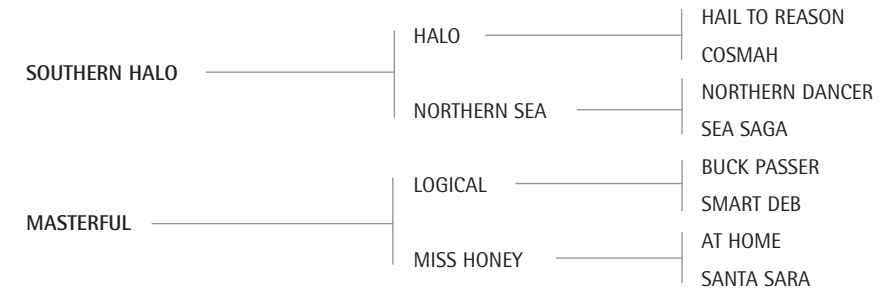 HAIL TO REASON
HALO
COSMAH
SOUTHERN HALO
NORTHERN DANCER
NORTHERN SEA
SEA SAGA
BUCK PASSER
LOGICAL
SMART DEB
MASTERFUL
AT HOME
MISS HONEY
SANTA SARA